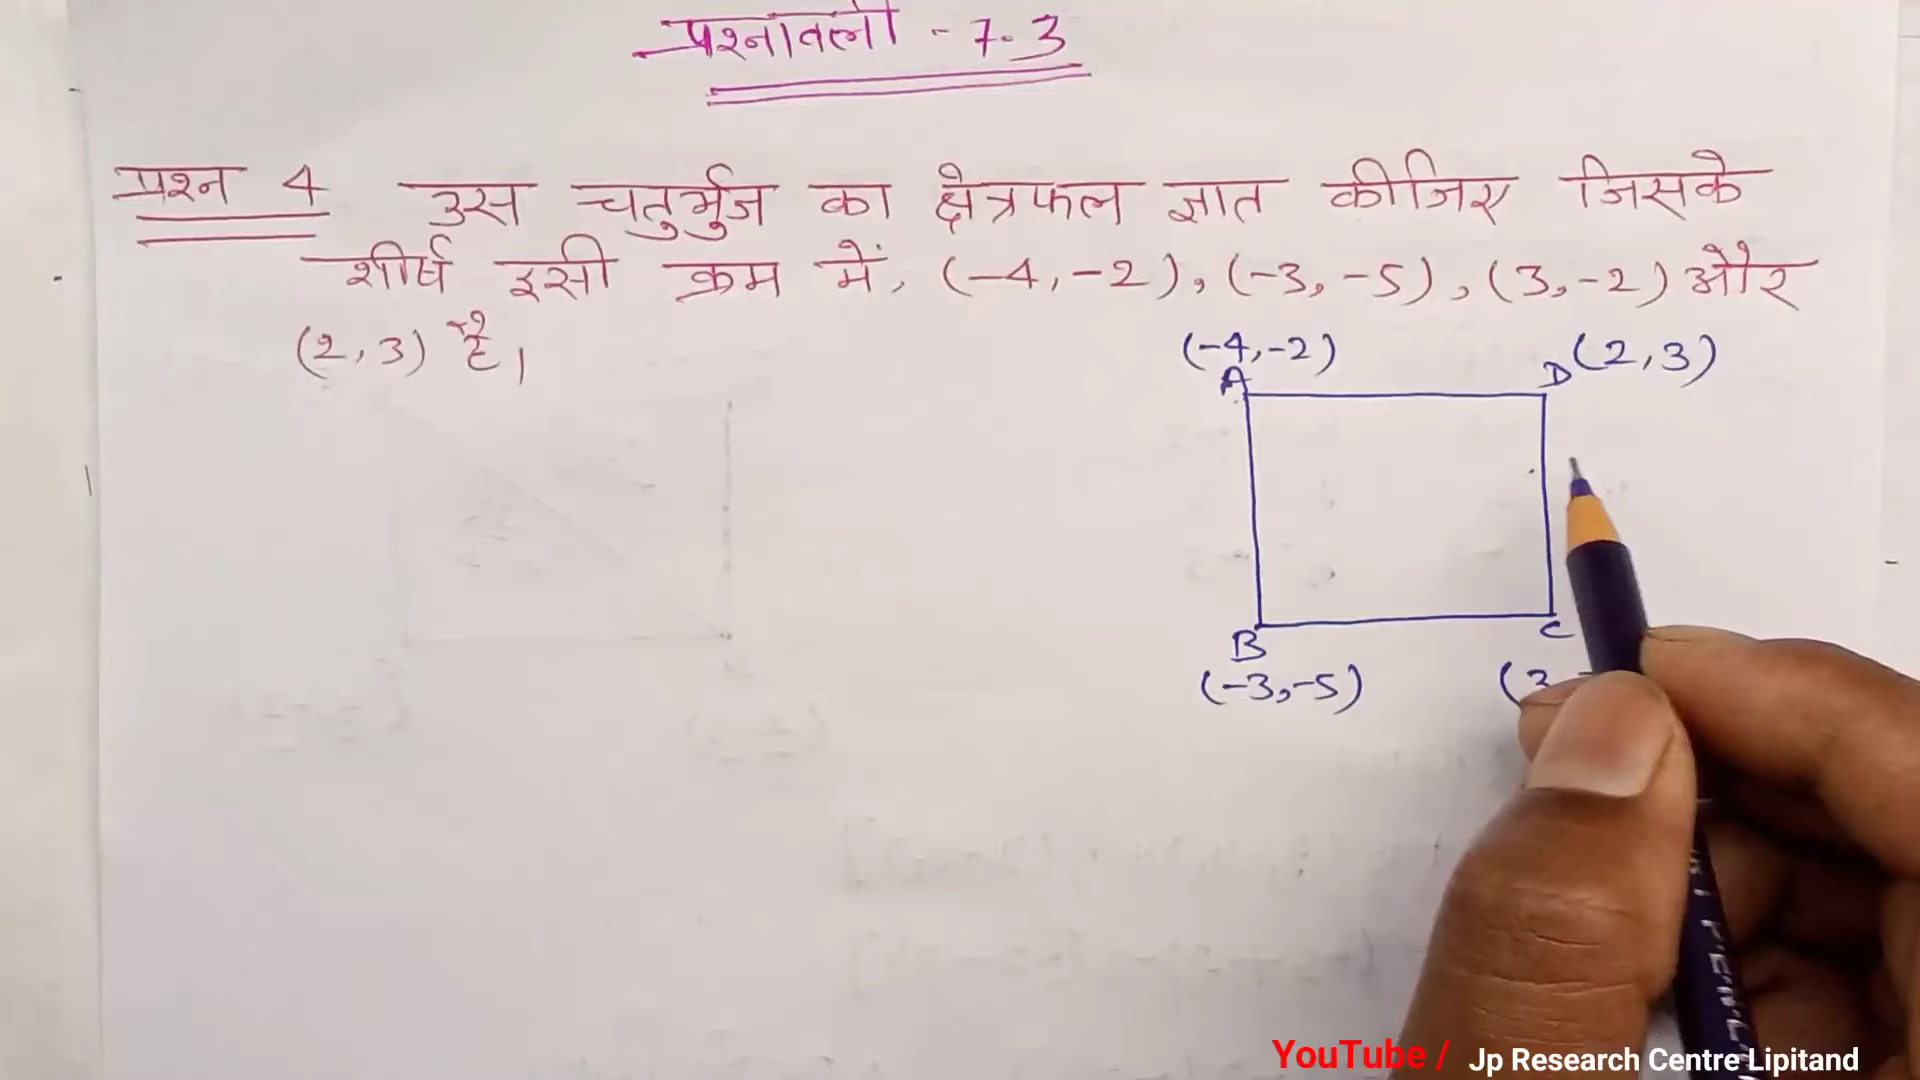 प्रश्नावली - 7.3
प्रश्न 4 उस चतुर्भुज का क्षेत्रफल ज्ञात कीजिए जिसके
शीर्ष इसी क्रम में, (-4, -2), (-3, -5), (3, -2) और
(2, 3) हैं।
(-4, -2)
A
D (2, 3)
B
C
(-3, -5)
(3
YouTube / Jp Research Centre Lipitand